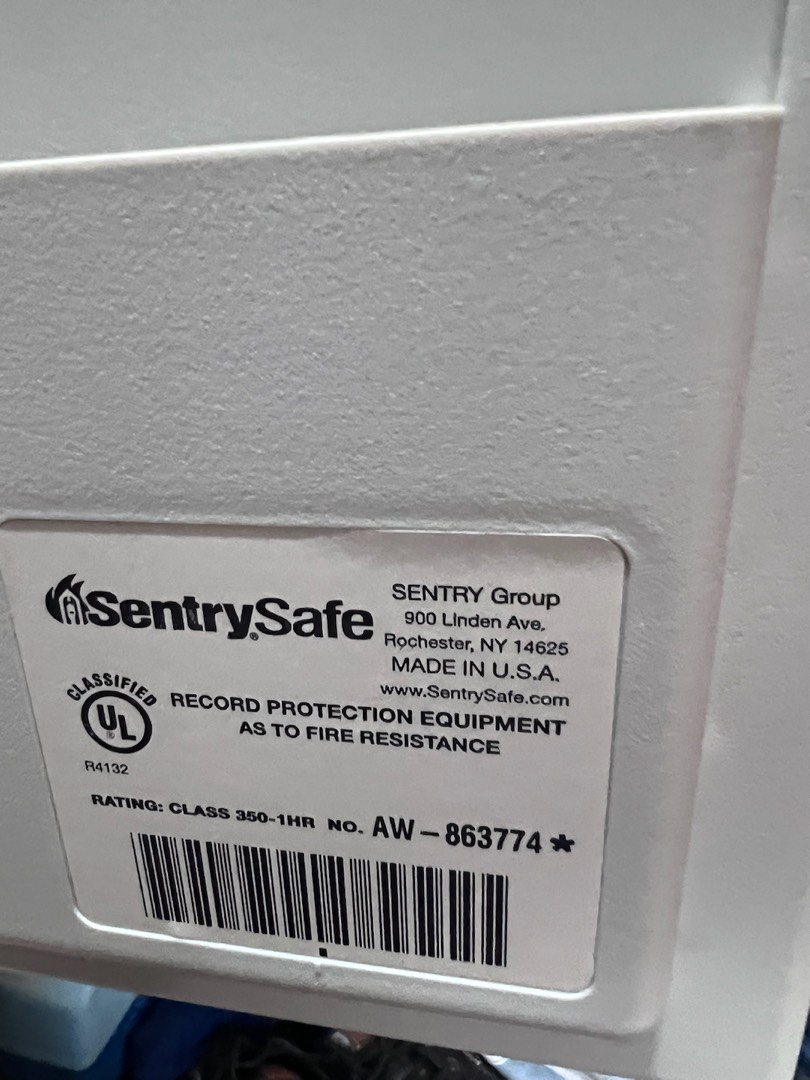 SentrySafe®
SENTRY Group
900 Linden Ave,
Rochester, NY 14625
MADE IN U.S.A.
www.SentrySafe.com
CLASSIFIED
UL®
R4132
RECORD PROTECTION EQUIPMENT
AS TO FIRE RESISTANCE
RATING: CLASS 350-1HR NO. AW-863774*